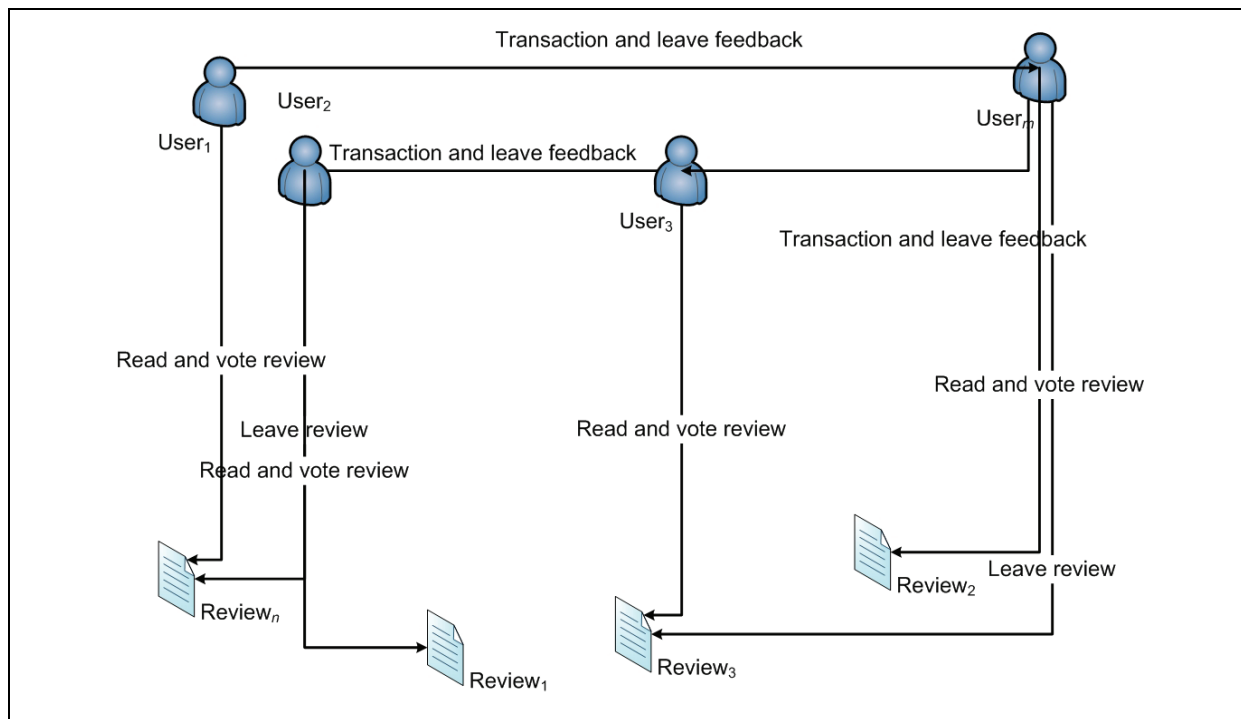 Transaction and leave feedback
User₂
User₁
Userₘ
Transaction and leave feedback
User₃
Transaction and leave feedback
Read and vote review
Read and vote review
Leave review
Read and vote review
Read and vote review
Leave review
Review₂
Reviewₙ
Review₃
Review₁